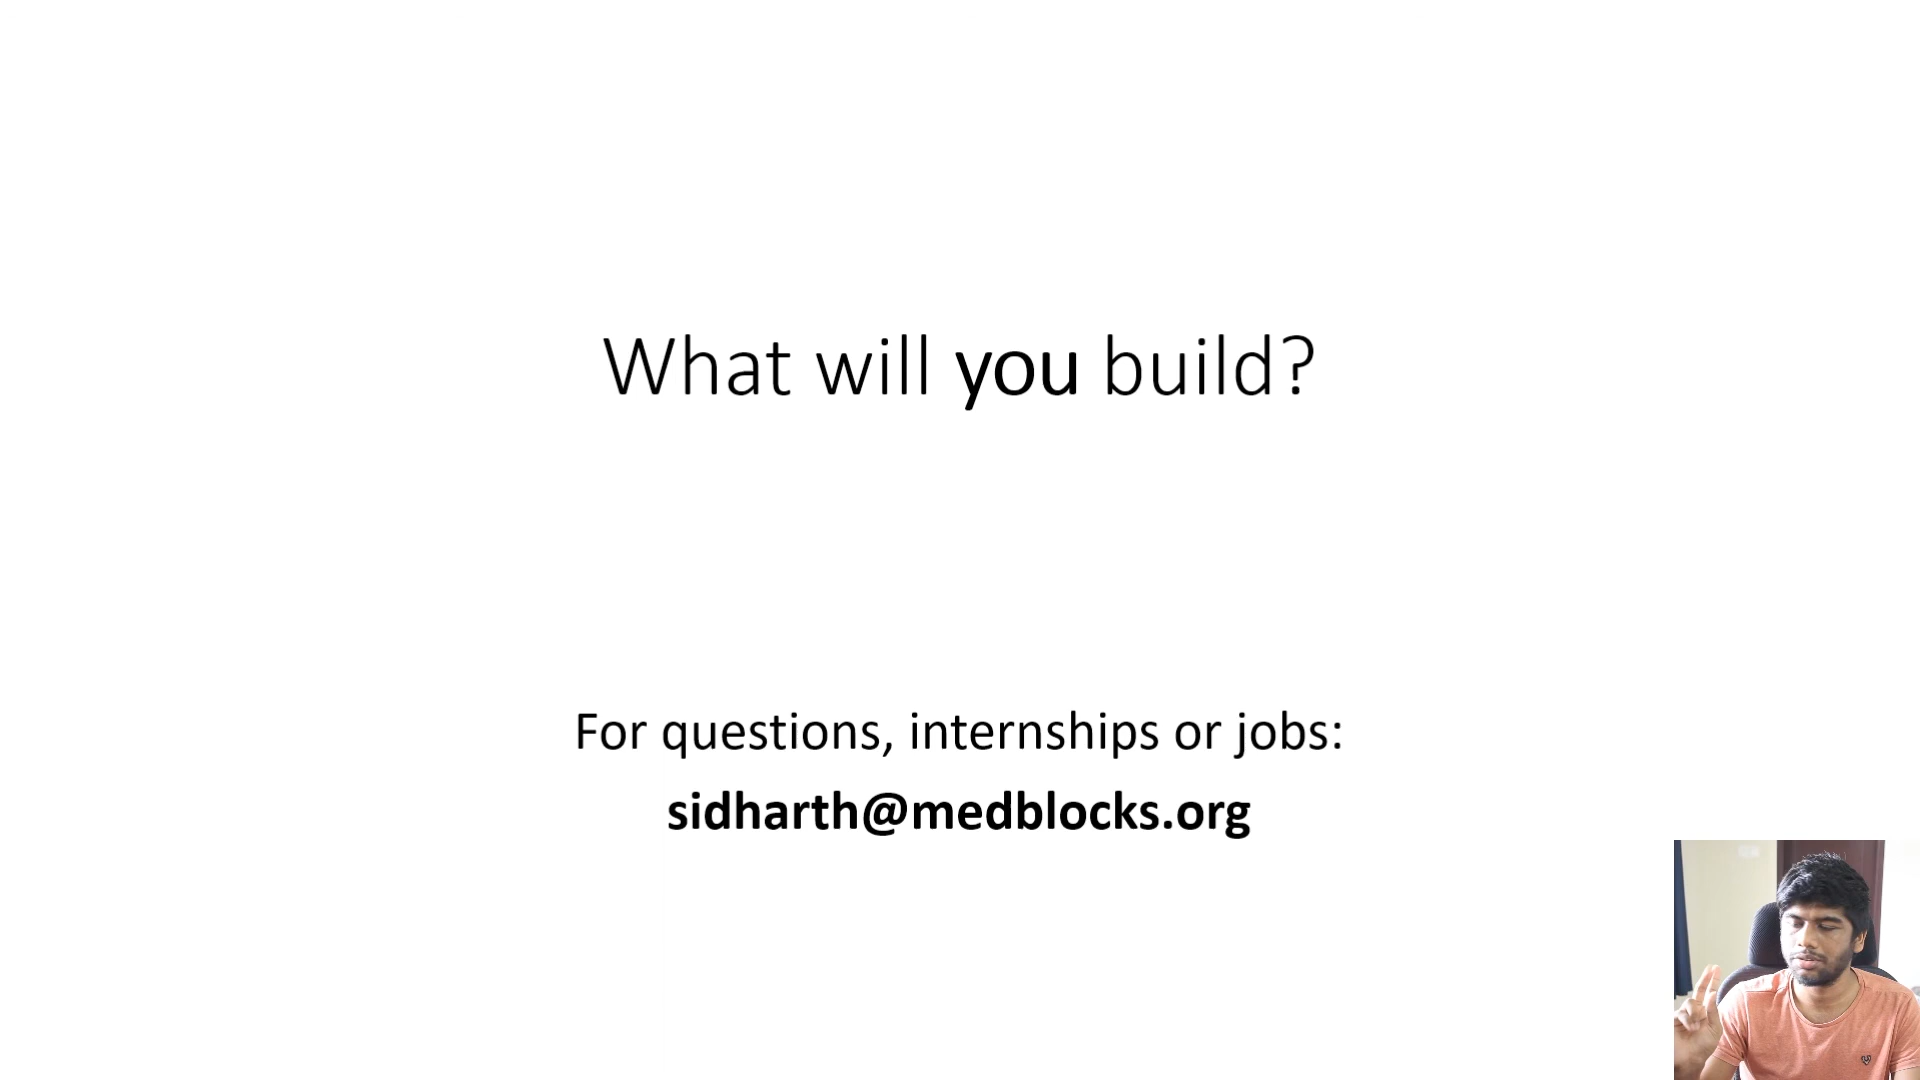 What will you build?
For questions, internships or jobs:
sidharth@medblocks.org